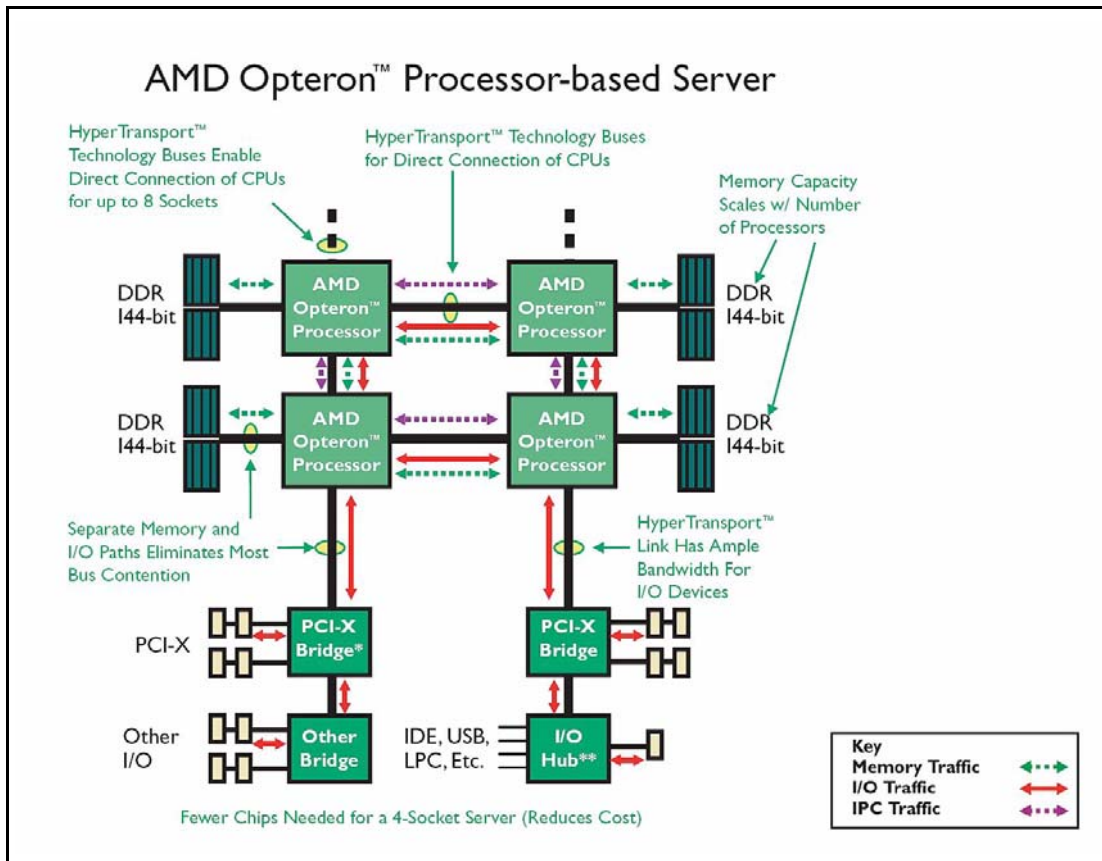 AMD Opteron™ Processor-based Server
HyperTransport™
Technology Buses Enable
Direct Connection of CPUs
for up to 8 Sockets
HyperTransport™ Technology Buses
for Direct Connection of CPUs
Memory Capacity
Scales w/ Number
of Processors
DDR
144-bit
AMD
Opteron™
Processor
AMD
Opteron™
Processor
DDR
144-bit
DDR
144-bit
AMD
Opteron™
Processor
AMD
Opteron™
Processor
DDR
144-bit
Separate Memory and
I/O Paths Eliminates Most
Bus Contention
HyperTransport™
Link Has Ample
Bandwidth For
I/O Devices
PCI-X
PCI-X
Bridge*
PCI-X
Bridge
Other
I/O
Other
Bridge
IDE, USB,
LPC, Etc.
I/O
Hub**
Fewer Chips Needed for a 4-Socket Server (Reduces Cost)
Key
Memory Traffic
I/O Traffic
IPC Traffic